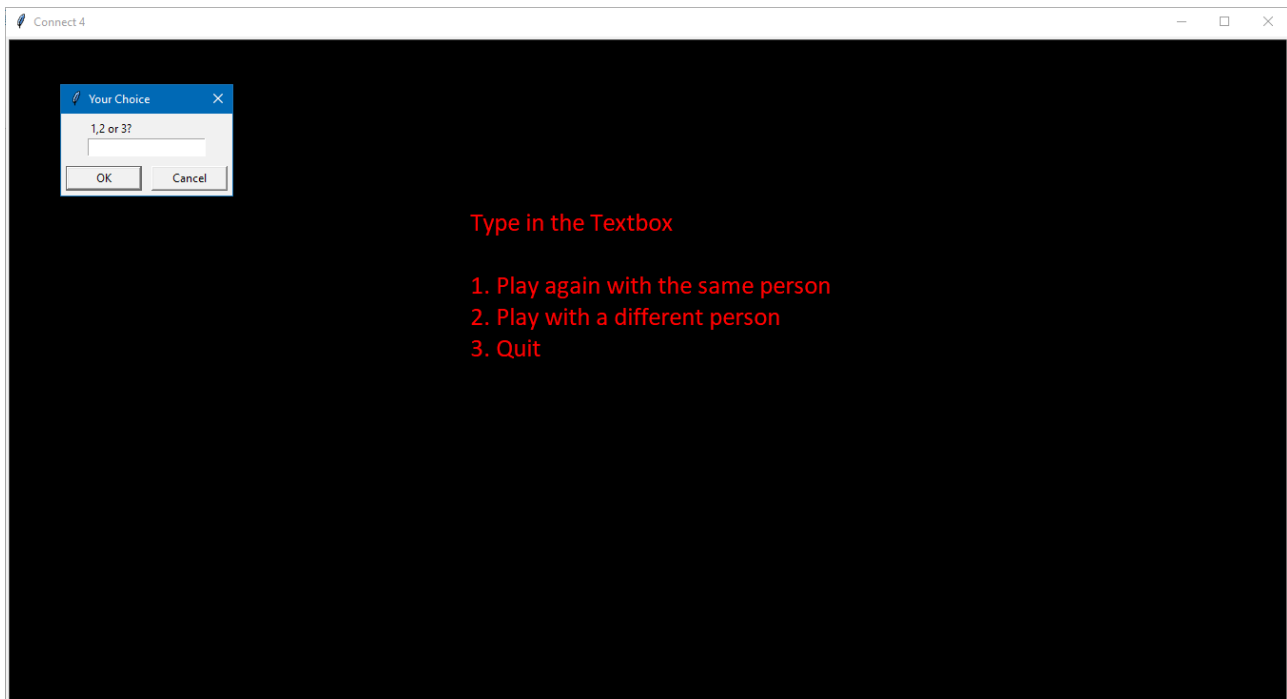 Connect 4
Your Choice
1,2 or 3?
OK Cancel
Type in the Textbox
1. Play again with the same person
2. Play with a different person
3. Quit